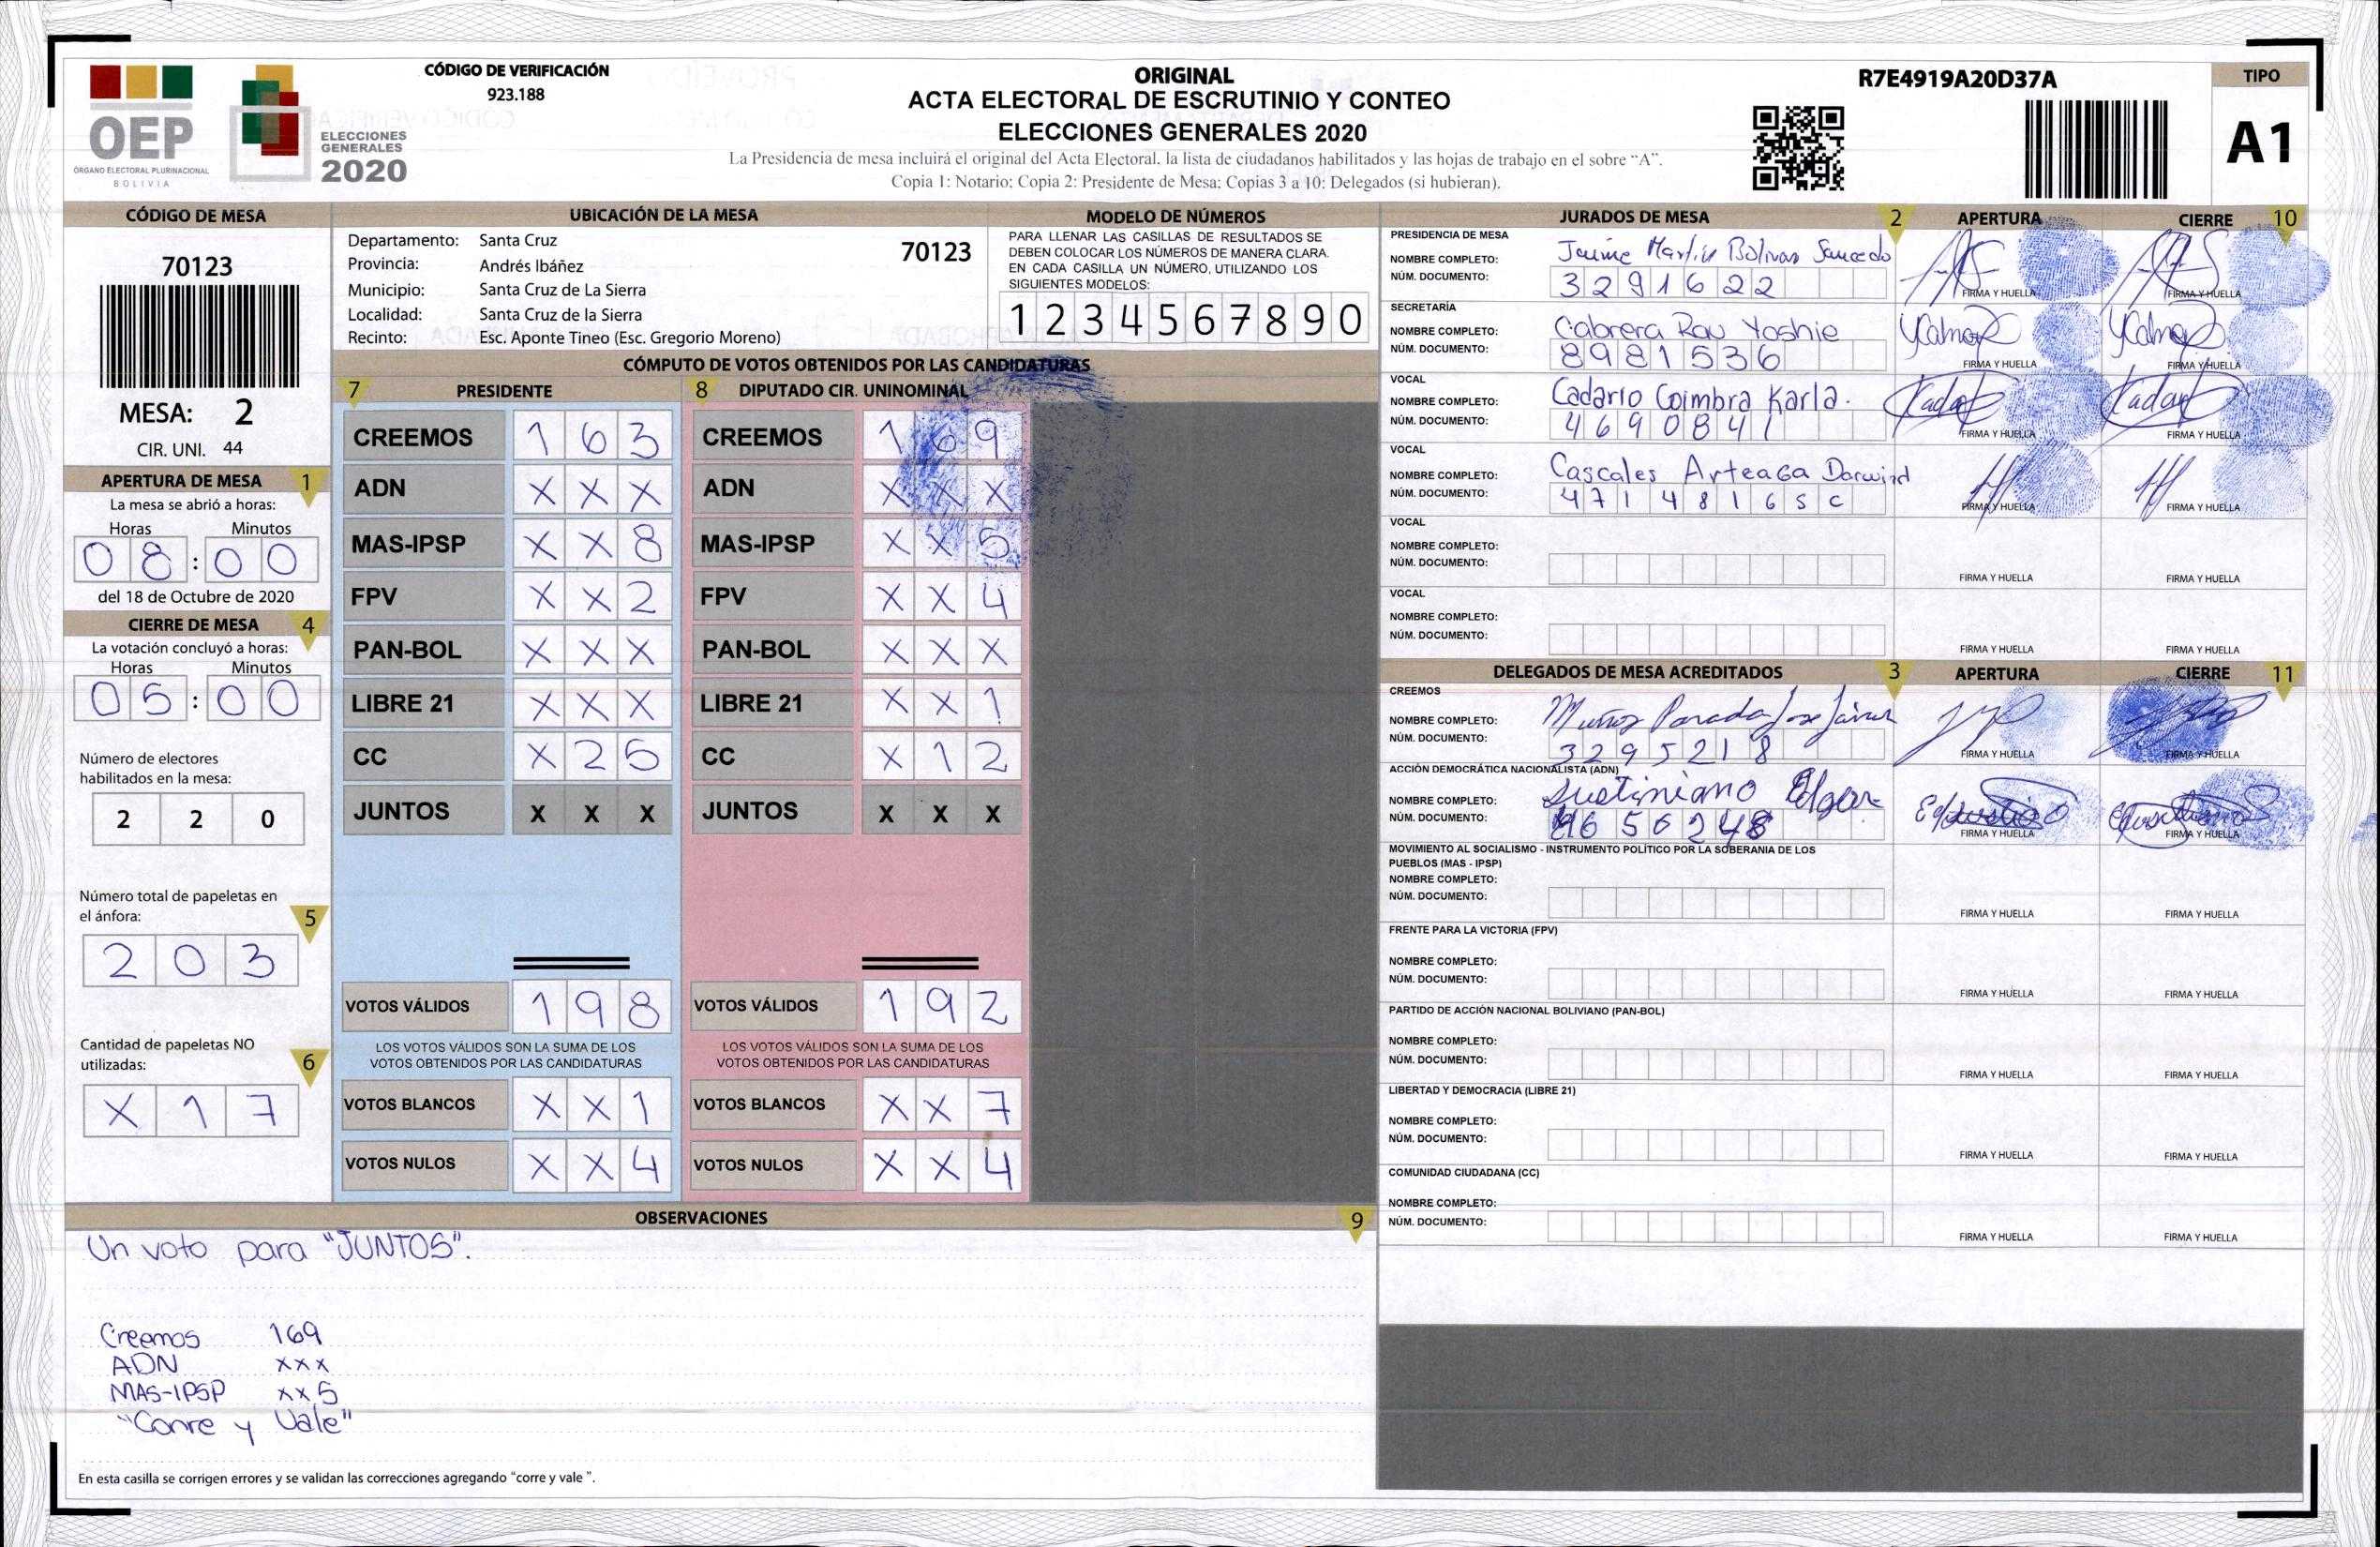 CÓDIGO DE VERIFICACIÓN
923.188
OEP
ÓRGANO ELECTORAL PLURINACIONAL
BOLIVIA
ELECCIONES
GENERALES
2020
ORIGINAL
ACTA ELECTORAL DE ESCRUTINIO Y CONTEO
ELECCIONES GENERALES 2020
La Presidencia de mesa incluirá el original del Acta Electoral. la lista de ciudadanos habilitados y las hojas de trabajo en el sobre "A".
Copia 1: Notario; Copia 2: Presidente de Mesa; Copias 3 a 10: Delegados (si hubieran).
R7E4919A20D37A
TIPO
A1
CÓDIGO DE MESA
70123
MESA: 2
CIR. UNI. 44
APERTURA DE MESA 1
La mesa se abrió a horas:
Horas Minutos
08:00
del 18 de Octubre de 2020
CIERRE DE MESA 4
La votación concluyó a horas:
Horas Minutos
05:00
Número de electores
habilitados en la mesa:
2 2 0
Número total de papeletas en
el ánfora: 5
2 0 3
Cantidad de papeletas NO
utilizadas: 6
X 1 7
UBICACIÓN DE LA MESA
Departamento: Santa Cruz 70123
Provincia: Andrés Ibáñez
Municipio: Santa Cruz de La Sierra
Localidad: Santa Cruz de la Sierra
Recinto: Esc. Aponte Tineo (Esc. Gregorio Moreno)
MODELO DE NÚMEROS
PARA LLENAR LAS CASILLAS DE RESULTADOS SE
DEBEN COLOCAR LOS NÚMEROS DE MANERA CLARA.
EN CADA CASILLA UN NÚMERO, UTILIZANDO LOS
SIGUIENTES MODELOS:
1 2 3 4 5 6 7 8 9 0
CÓMPUTO DE VOTOS OBTENIDOS POR LAS CANDIDATURAS
7 PRESIDENTE 8 DIPUTADO CIR. UNINOMINAL
CREEMOS 1 6 3 CREEMOS 1 6 9
ADN X X X ADN X X X
MAS-IPSP X X 8 MAS-IPSP X X 5
FPV X X 2 FPV X X 4
PAN-BOL X X X PAN-BOL X X X
LIBRE 21 X X X LIBRE 21 X X 1
CC X 2 5 CC X 1 2
JUNTOS X X X JUNTOS X X X
VOTOS VÁLIDOS 1 9 8 VOTOS VÁLIDOS 1 9 2
LOS VOTOS VÁLIDOS SON LA SUMA DE LOS LOS VOTOS VÁLIDOS SON LA SUMA DE LOS
VOTOS OBTENIDOS POR LAS CANDIDATURAS VOTOS OBTENIDOS POR LAS CANDIDATURAS
VOTOS BLANCOS X X 1 VOTOS BLANCOS X X 7
VOTOS NULOS X X 4 VOTOS NULOS X X 4
OBSERVACIONES 9
Un voto para "JUNTOS".
Creemos 169
ADN xxx
MAS-IPSP xx5
"Corre y Vale"
En esta casilla se corrigen errores y se validan las correcciones agregando "corre y vale ".
JURADOS DE MESA 2 APERTURA CIERRE 10
PRESIDENCIA DE MESA
NOMBRE COMPLETO: Jaime Martín Bolivar Saucedo
NÚM. DOCUMENTO: 3291622 FIRMA Y HUELLA FIRMA Y HUELLA
SECRETARÍA
NOMBRE COMPLETO: Cabrera Rau Yoshie
NÚM. DOCUMENTO: 8981536 FIRMA Y HUELLA FIRMA Y HUELLA
VOCAL
NOMBRE COMPLETO: Cadario Coimbra Karla.
NÚM. DOCUMENTO: 4690841 FIRMA Y HUELLA FIRMA Y HUELLA
VOCAL
NOMBRE COMPLETO: Cascales Arteaga Darwind
NÚM. DOCUMENTO: 4714816SC FIRMA Y HUELLA FIRMA Y HUELLA
VOCAL
NOMBRE COMPLETO:
NÚM. DOCUMENTO: FIRMA Y HUELLA FIRMA Y HUELLA
VOCAL
NOMBRE COMPLETO:
NÚM. DOCUMENTO: FIRMA Y HUELLA FIRMA Y HUELLA
DELEGADOS DE MESA ACREDITADOS 3 APERTURA CIERRE 11
CREEMOS
NOMBRE COMPLETO: Muñoz Parada Jose Javier
NÚM. DOCUMENTO: 3295218 FIRMA Y HUELLA FIRMA Y HUELLA
ACCIÓN DEMOCRÁTICA NACIONALISTA (ADN)
NOMBRE COMPLETO: Justiniano Edgar
NÚM. DOCUMENTO: FIRMA Y HUELLA FIRMA Y HUELLA
MOVIMIENTO AL SOCIALISMO - INSTRUMENTO POLÍTICO POR LA SOBERANIA DE LOS
PUEBLOS (MAS - IPSP)
NOMBRE COMPLETO:
NÚM. DOCUMENTO: FIRMA Y HUELLA FIRMA Y HUELLA
FRENTE PARA LA VICTORIA (FPV)
NOMBRE COMPLETO:
NÚM. DOCUMENTO: FIRMA Y HUELLA FIRMA Y HUELLA
PARTIDO DE ACCIÓN NACIONAL BOLIVIANO (PAN-BOL)
NOMBRE COMPLETO:
NÚM. DOCUMENTO: FIRMA Y HUELLA FIRMA Y HUELLA
LIBERTAD Y DEMOCRACIA (LIBRE 21)
NOMBRE COMPLETO:
NÚM. DOCUMENTO: FIRMA Y HUELLA FIRMA Y HUELLA
COMUNIDAD CIUDADANA (CC)
NOMBRE COMPLETO:
NÚM. DOCUMENTO: FIRMA Y HUELLA FIRMA Y HUELLA